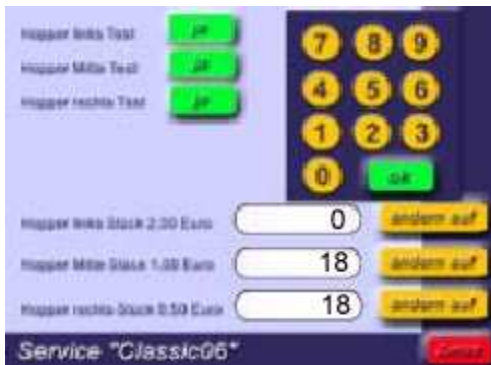 Hopper links Test ja
Hopper Mitte Test ja
Hopper rechts Test ja
7 8 9
4 5 6
1 2 3
0 ok
Hopper links Stück 2.00 Euro 0 ändern auf
Hopper Mitte Stück 1.00 Euro 18 ändern auf
Hopper rechts Stück 0.50 Euro 18 ändern auf
Service "Classic06"